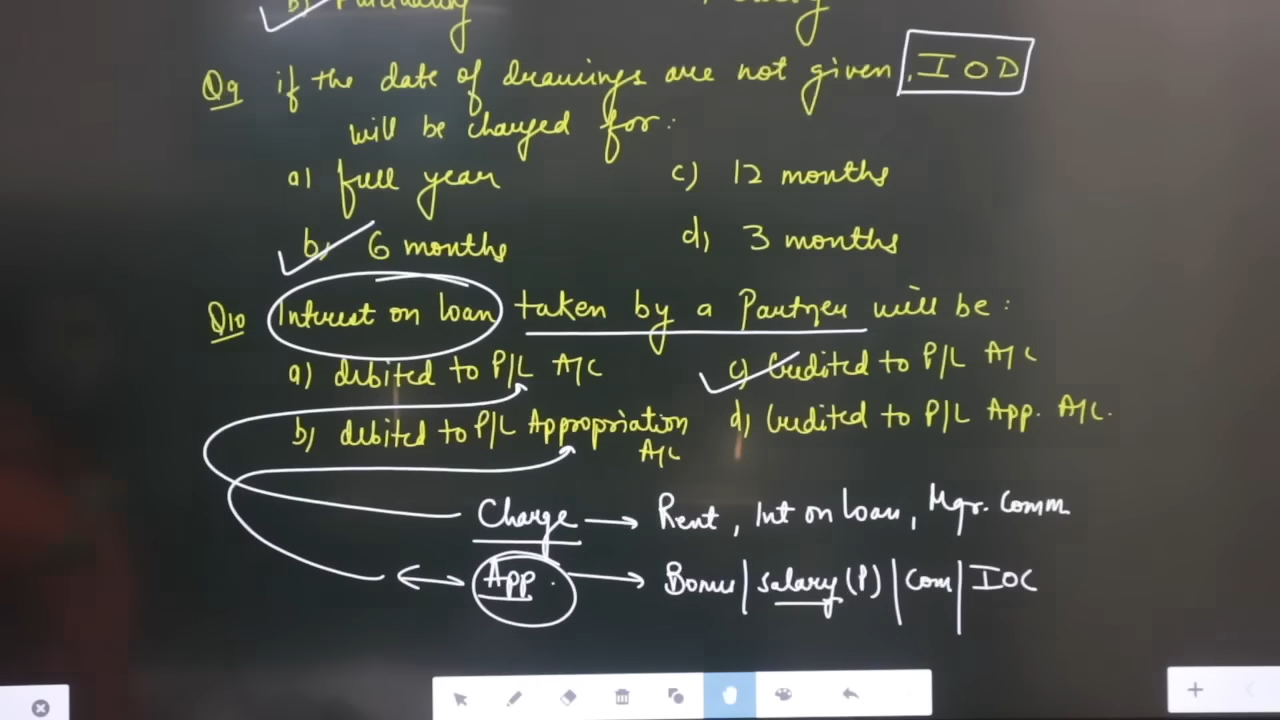 b) Purchasing
Q9 if the date of drawings are not given, IOD
will be charged for:
a) full year c) 12 months
b) 6 months d) 3 months
Q10 Interest on loan taken by a Partner will be:
a) debited to P/L A/C c) Credited to P/L A/C
b) debited to P/L Appropriation A/C d) Credited to P/L App. A/C.
Charge → Rent, Int on Loan, Mgr. Comm
App. → Bonus | Salary (P) | Com | IOC